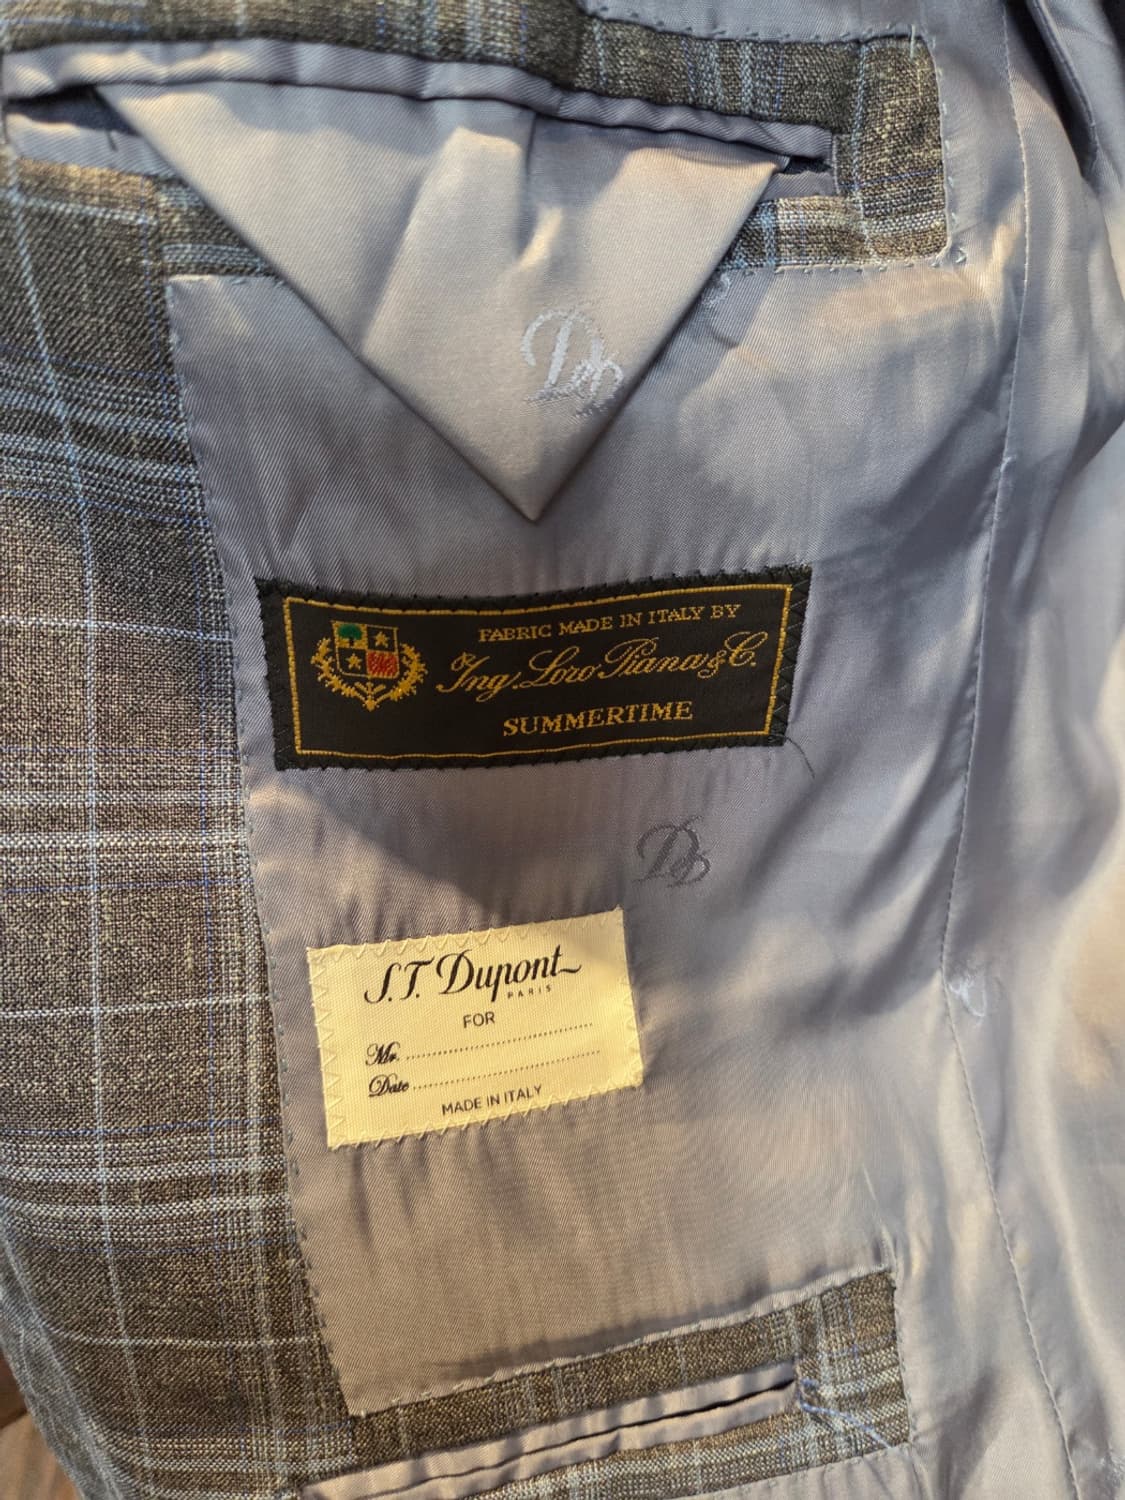 FABRIC MADE IN ITALY BY
Ing. Loro Piana & C.
SUMMERTIME
S.T. Dupont
PARIS
FOR
Mr.
Date
MADE IN ITALY